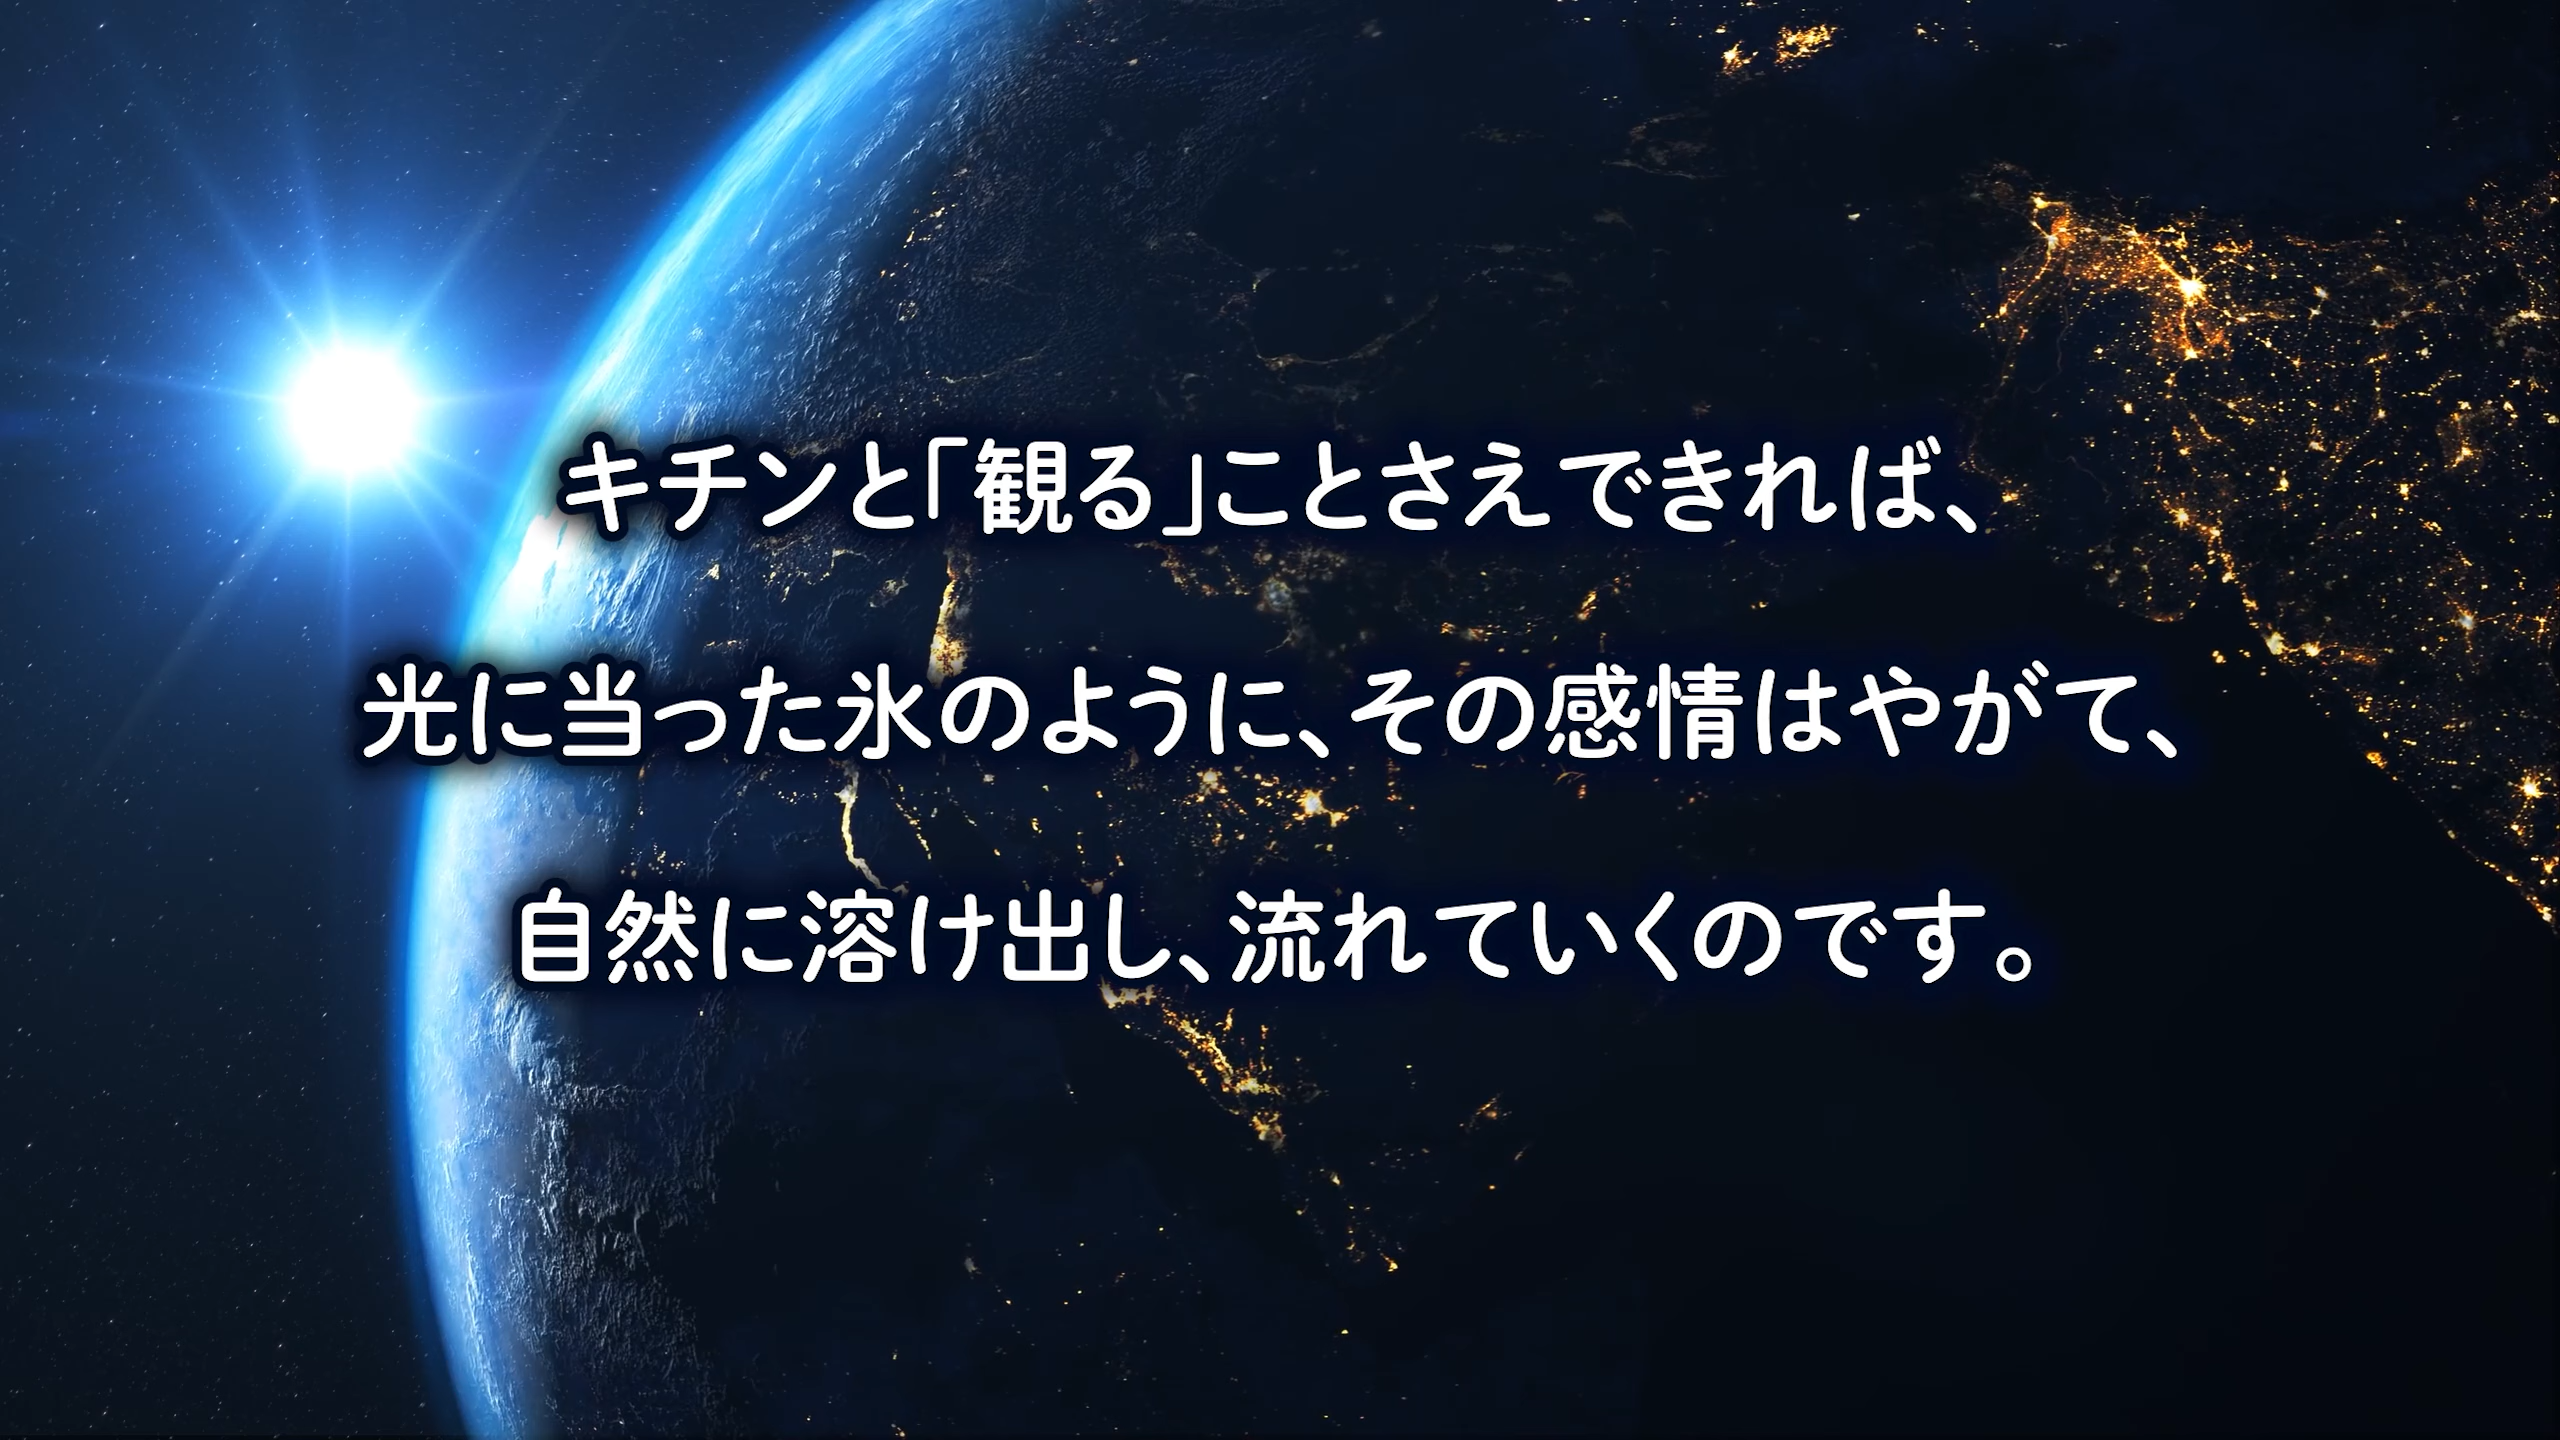 キチンと「観る」ことさえできれば、
光に当った氷のように、その感情はやがて、
自然に溶け出し、流れていくのです。